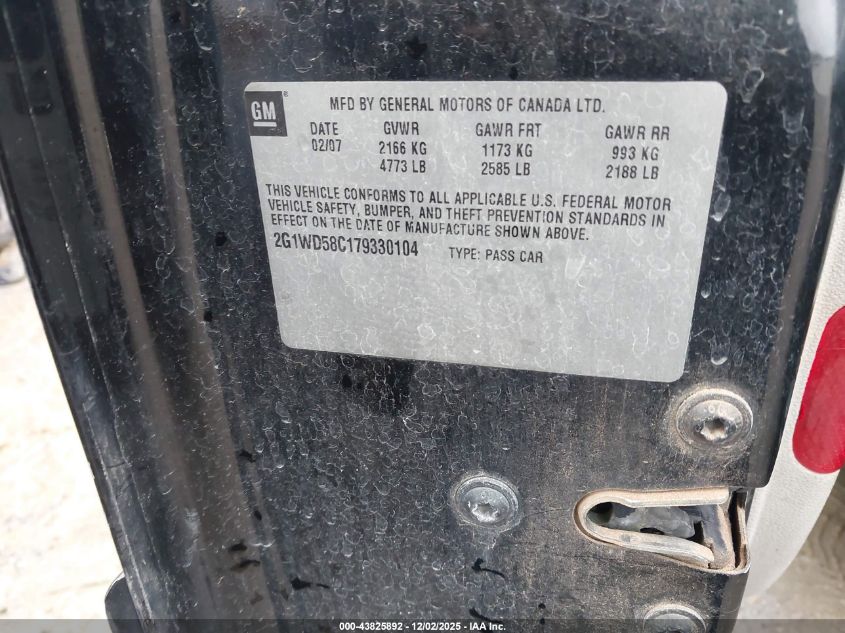 GM
MFD BY GENERAL MOTORS OF CANADA LTD.
DATE GVWR GAWR FRT GAWR RR
02/07 2166 KG 1173 KG 993 KG
4773 LB 2585 LB 2188 LB
THIS VEHICLE CONFORMS TO ALL APPLICABLE U.S. FEDERAL MOTOR
VEHICLE SAFETY, BUMPER, AND THEFT PREVENTION STANDARDS IN
EFFECT ON THE DATE OF MANUFACTURE SHOWN ABOVE.
2G1WD58C179330104 TYPE: PASS CAR
000-43825892 - 12/02/2025 - IAA Inc.